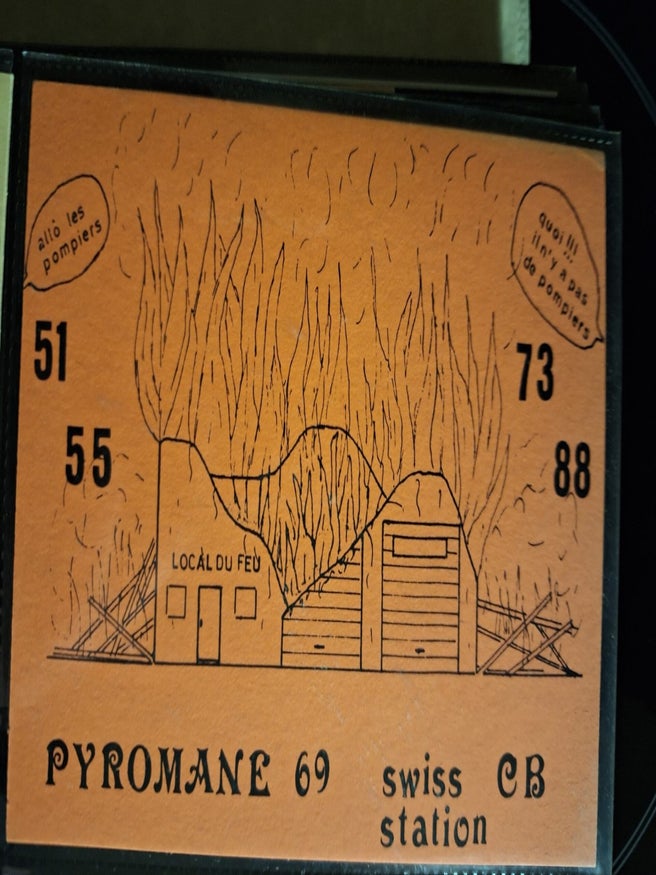 allò les
pompiers
quoi !!!
il n'y a pas
de pompiers
51
73
55
88
LOCAL DU FEU
PYROMANE 69
swiss CB
station